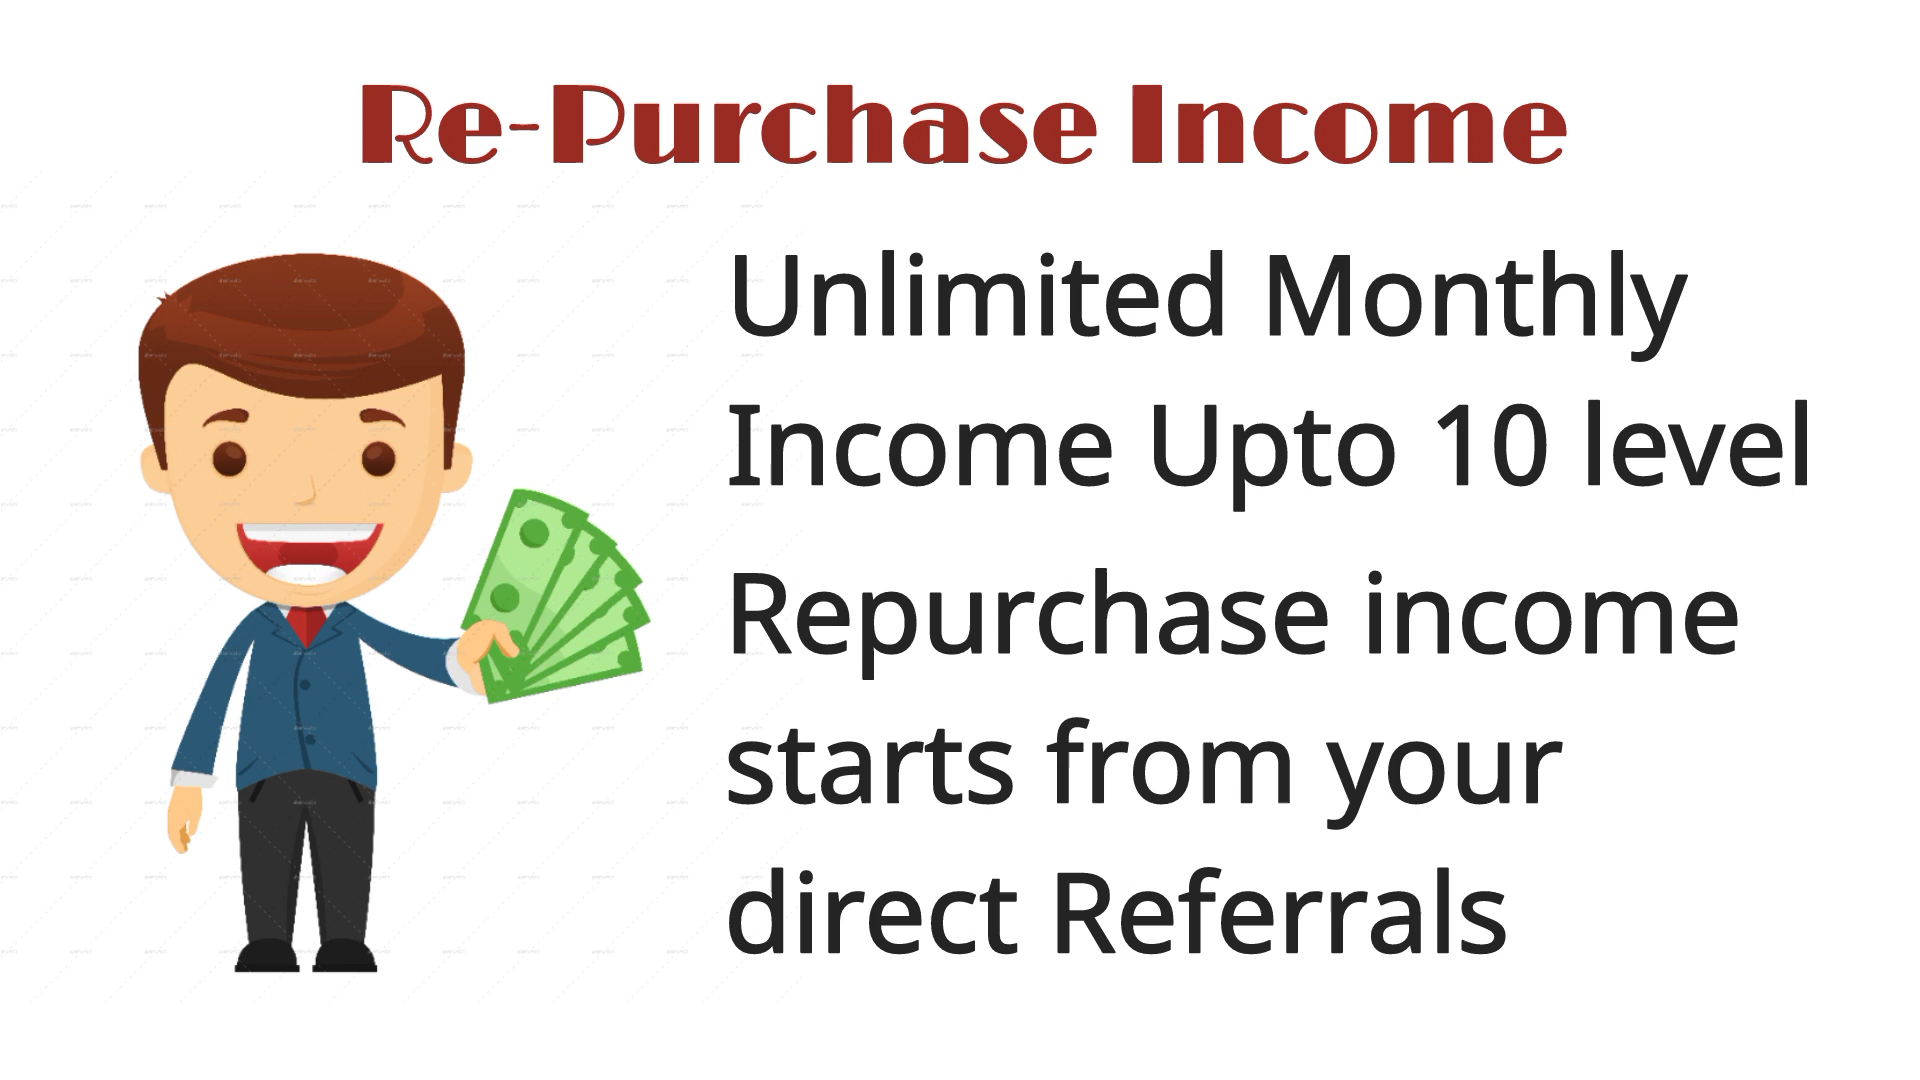 Re-Purchase Income
Unlimited Monthly
Income Upto 10 level
Repurchase income
starts from your
direct Referrals